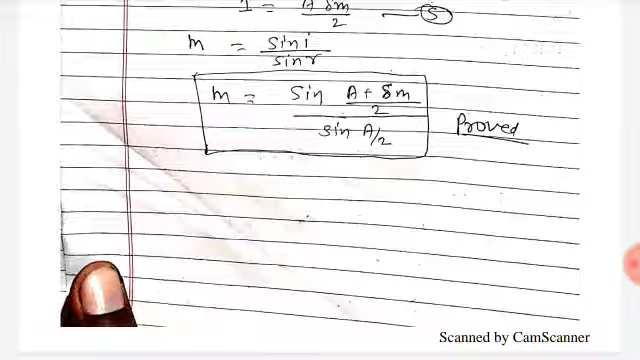 I = A δm / 2 — (5)
m = sin i / sin r
m = Sin A + δm / 2 / sin A/2 Proved
Scanned by CamScanner